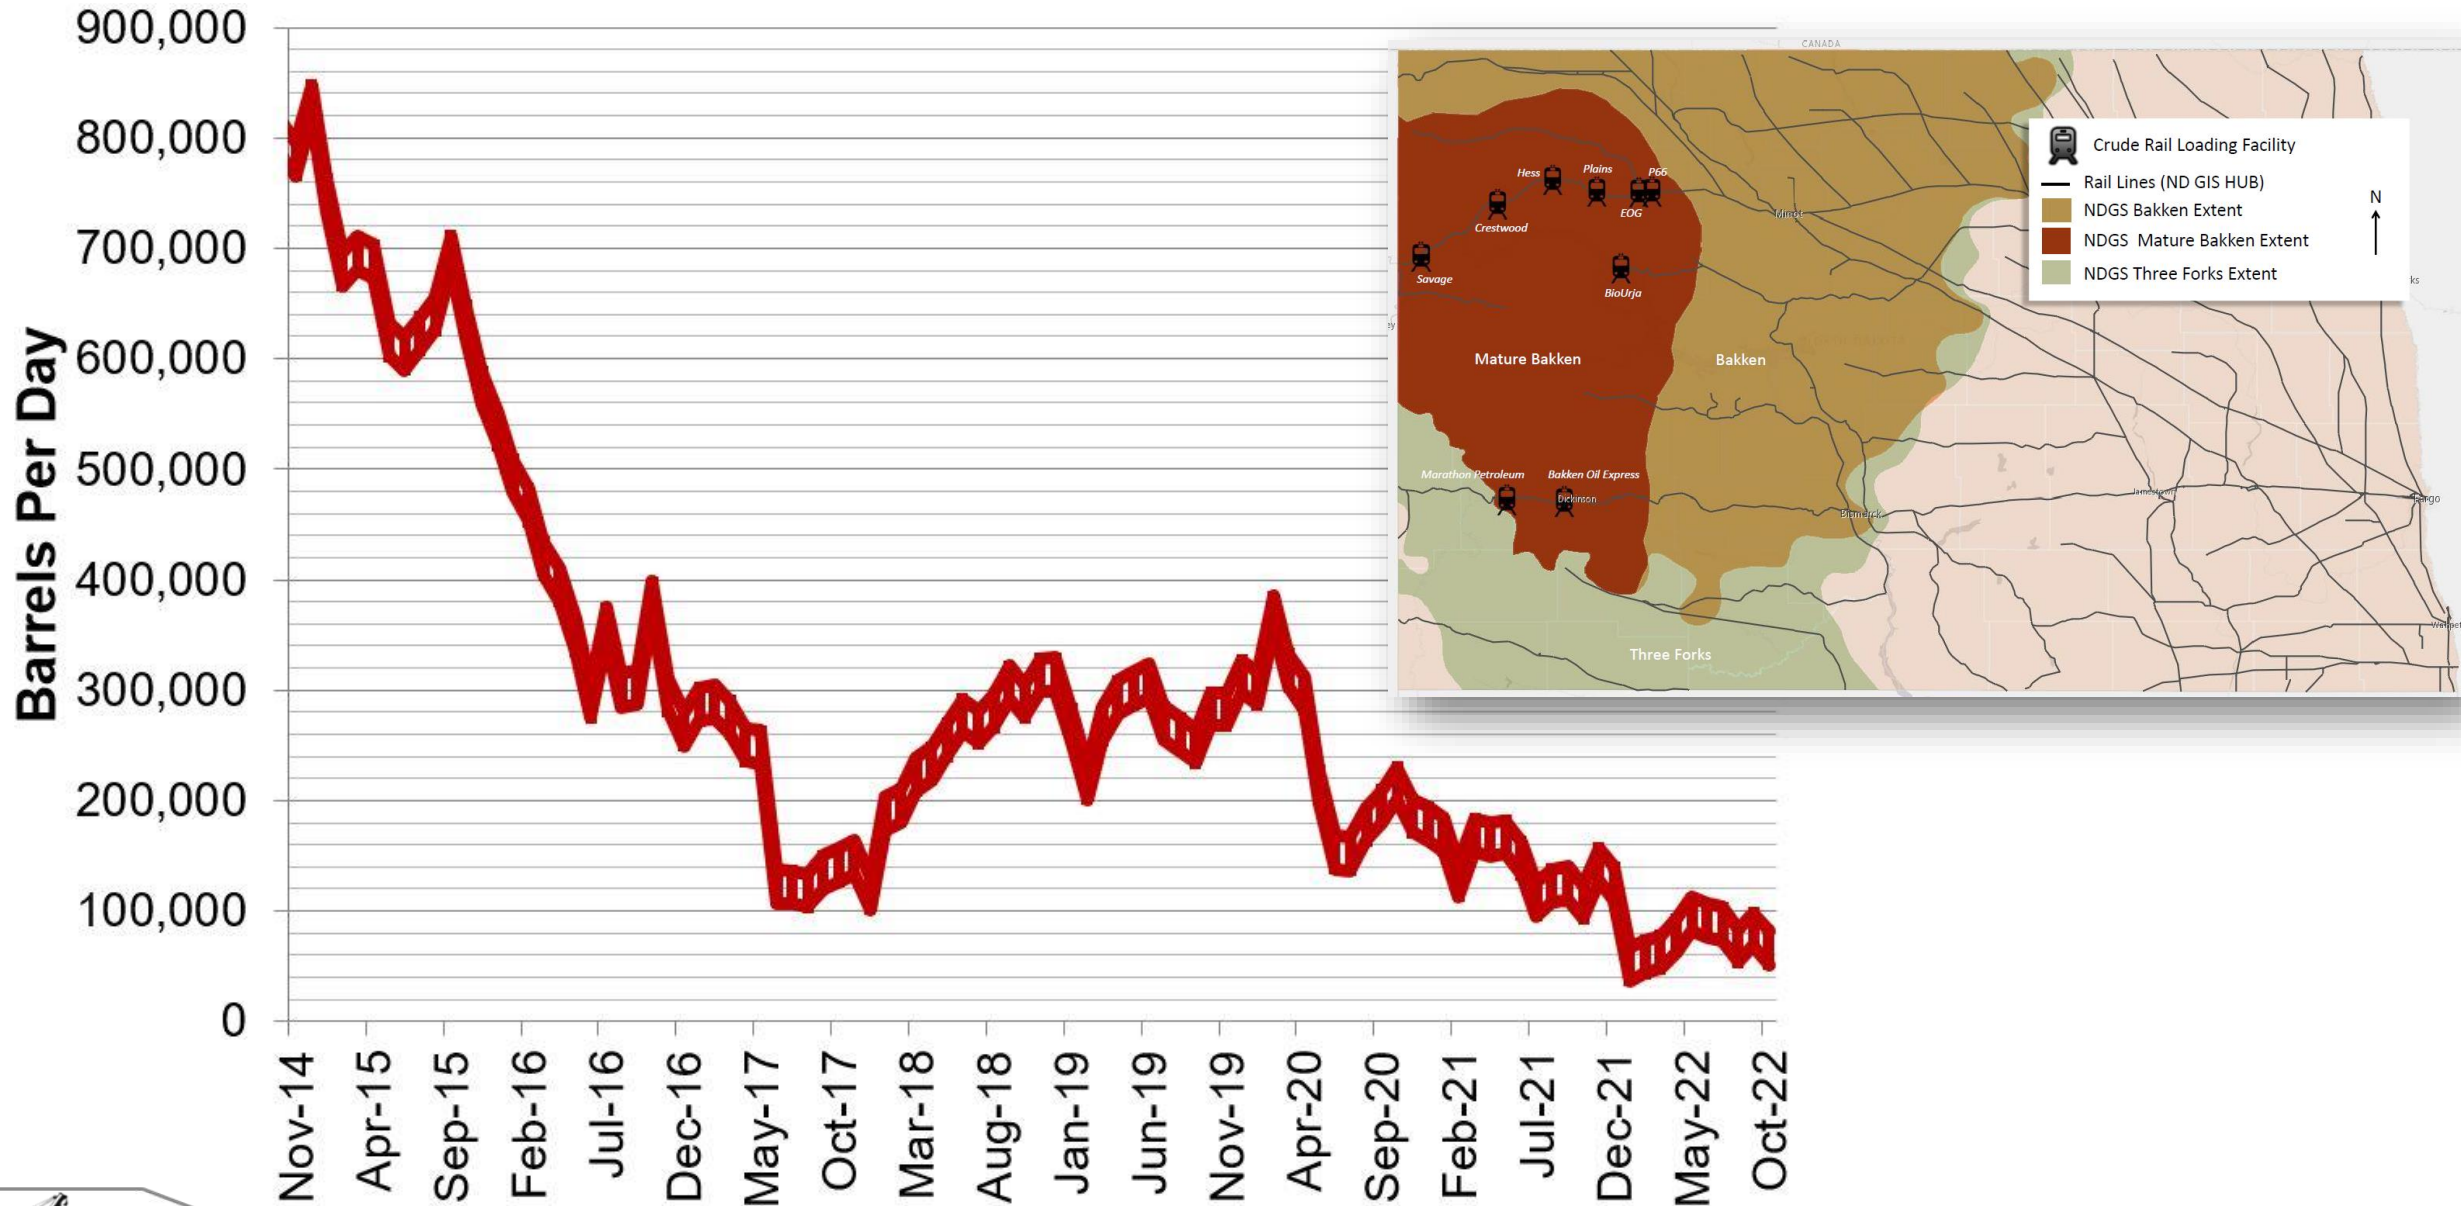 900,000
800,000
700,000
600,000
500,000
400,000
300,000
200,000
100,000
0
Barrels Per Day
Nov-14
Apr-15
Sep-15
Feb-16
Jul-16
Dec-16
May-17
Oct-17
Mar-18
Aug-18
Jan-19
Jun-19
Nov-19
Apr-20
Sep-20
Feb-21
Jul-21
Dec-21
May-22
Oct-22
CANADA
Crude Rail Loading Facility
Rail Lines (ND GIS HUB)
NDGS Bakken Extent
NDGS Mature Bakken Extent
NDGS Three Forks Extent
N
Hess
Plains
P66
EOG
Crestwood
Minot
Savage
BioUrja
Mature Bakken
Bakken
Marathon Petroleum
Bakken Oil Express
Dickinson
Bismarck
Jamestown
Fargo
Three Forks